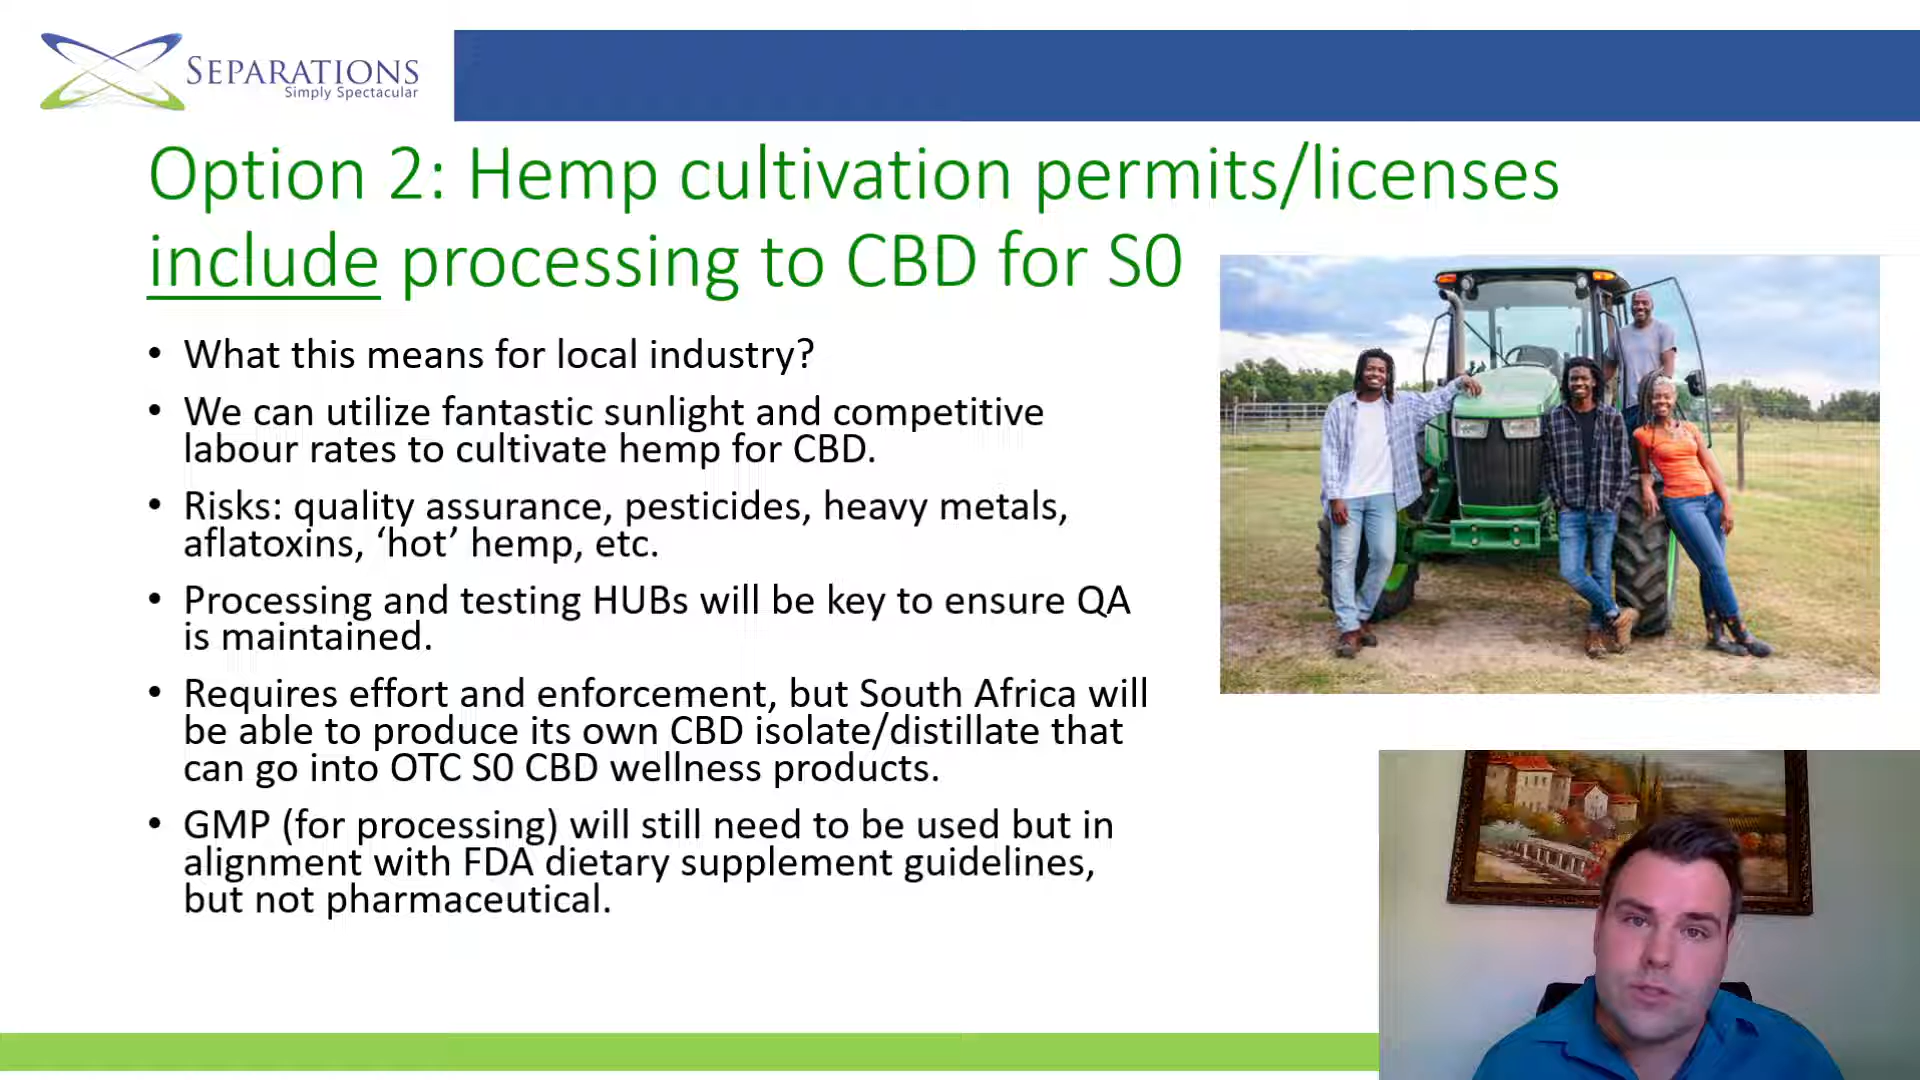 SEPARATIONS
Simply Spectacular
Option 2: Hemp cultivation permits/licenses
include processing to CBD for S0
• What this means for local industry?
• We can utilize fantastic sunlight and competitive
labour rates to cultivate hemp for CBD.
• Risks: quality assurance, pesticides, heavy metals,
aflatoxins, ‘hot’ hemp, etc.
• Processing and testing HUBs will be key to ensure QA
is maintained.
• Requires effort and enforcement, but South Africa will
be able to produce its own CBD isolate/distillate that
can go into OTC S0 CBD wellness products.
• GMP (for processing) will still need to be used but in
alignment with FDA dietary supplement guidelines,
but not pharmaceutical.